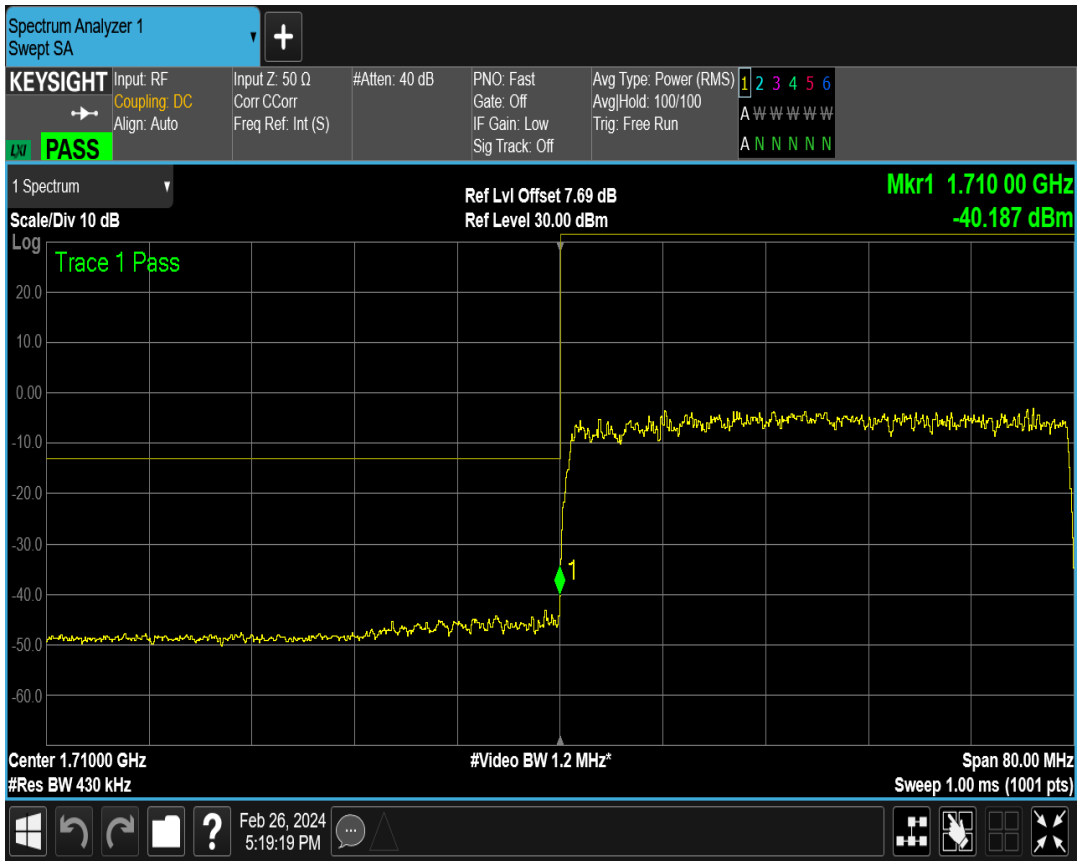 Spectrum Analyzer 1
Swept SA
KEYSIGHT
LXI PASS
Input: RF
Coupling: DC
Align: Auto
Input Z: 50 Ω
Corr CCorr
Freq Ref: Int (S)
#Atten: 40 dB
PNO: Fast
Gate: Off
IF Gain: Low
Sig Track: Off
Avg Type: Power (RMS)
Avg|Hold: 100/100
Trig: Free Run
1 2 3 4 5 6
A W W W W W
A N N N N N
1 Spectrum
Scale/Div 10 dB
Ref Lvl Offset 7.69 dB
Ref Level 30.00 dBm
Mkr1 1.710 00 GHz
-40.187 dBm
Log
Trace 1 Pass
20.0
10.0
0.00
-10.0
-20.0
-30.0
1
-40.0
-50.0
-60.0
Center 1.71000 GHz
#Res BW 430 kHz
#Video BW 1.2 MHz*
Span 80.00 MHz
Sweep 1.00 ms (1001 pts)
?
Feb 26, 2024
5:19:19 PM